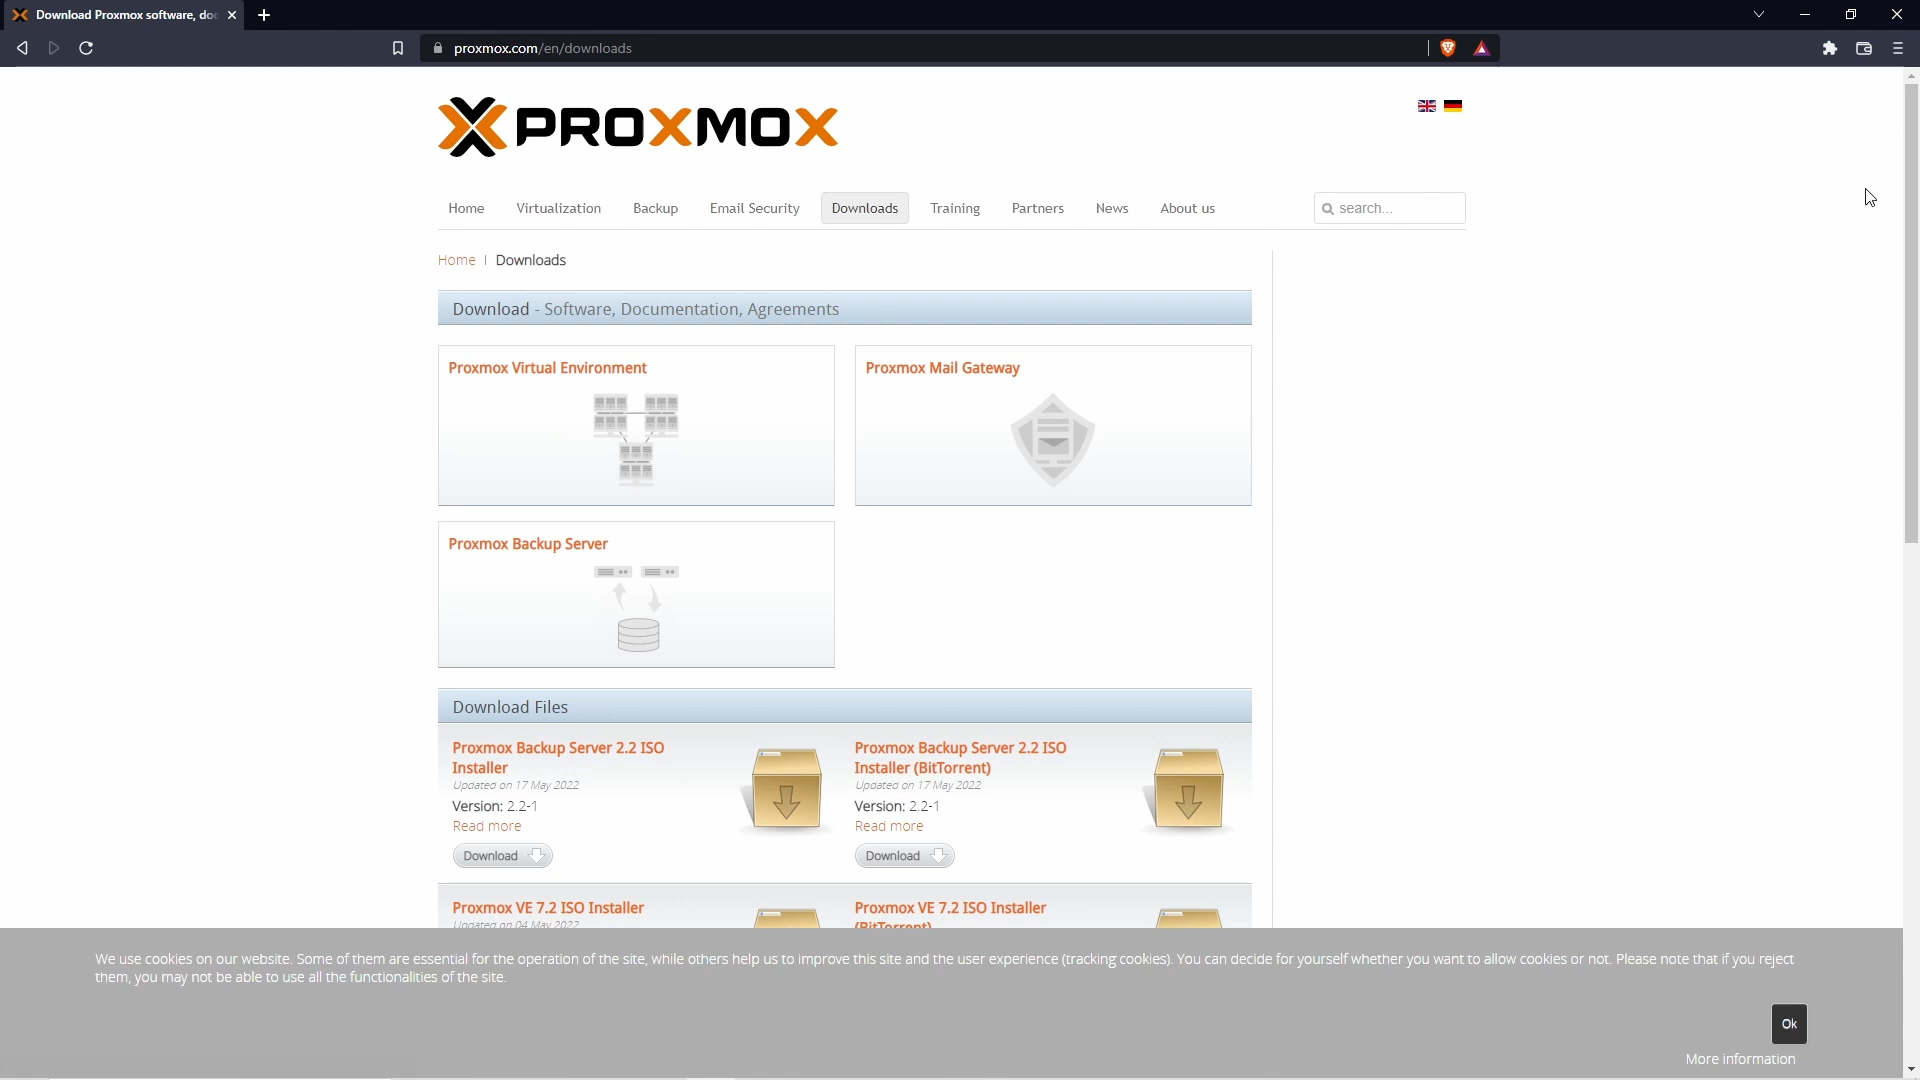 Download Proxmox software, doc
proxmox.com/en/downloads
PROXMOX
Home Virtualization Backup Email Security Downloads Training Partners News About us search...
Home | Downloads
Download - Software, Documentation, Agreements
Proxmox Virtual Environment
Proxmox Mail Gateway
Proxmox Backup Server
Download Files
Proxmox Backup Server 2.2 ISO
Installer
Updated on 17 May 2022
Version: 2.2-1
Read more
Download
Proxmox Backup Server 2.2 ISO
Installer (BitTorrent)
Updated on 17 May 2022
Version: 2.2-1
Read more
Download
Proxmox VE 7.2 ISO Installer
Updated on 04 May 2022
Proxmox VE 7.2 ISO Installer
(BitTorrent)
We use cookies on our website. Some of them are essential for the operation of the site, while others help us to improve this site and the user experience (tracking cookies). You can decide for yourself whether you want to allow cookies or not. Please note that if you reject
them, you may not be able to use all the functionalities of the site.
Ok
More information